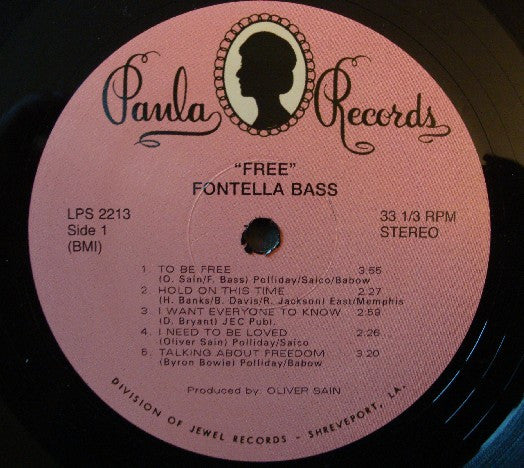 Paula Records
"FREE"
FONTELLA BASS
LPS 2213
Side 1
(BMI)
33 1/3 RPM
STEREO
1. TO BE FREE 3:55
(O. Sain/F. Bass) Polliday/Saico/Babow
2. HOLD ON THIS TIME 2:27
(H. Banks/B. Davis/R. Jackson) East/Memphis
3. I WANT EVERYONE TO KNOW 2:59
(D. Bryant) JEC Publ.
4. I NEED TO BE LOVED 2:26
(Oliver Sain) Polliday/Saico
5. TALKING ABOUT FREEDOM 3:20
(Byron Bowie) Polliday/Babow
Produced by: OLIVER SAIN
DIVISION OF JEWEL RECORDS - SHREVEPORT, LA.